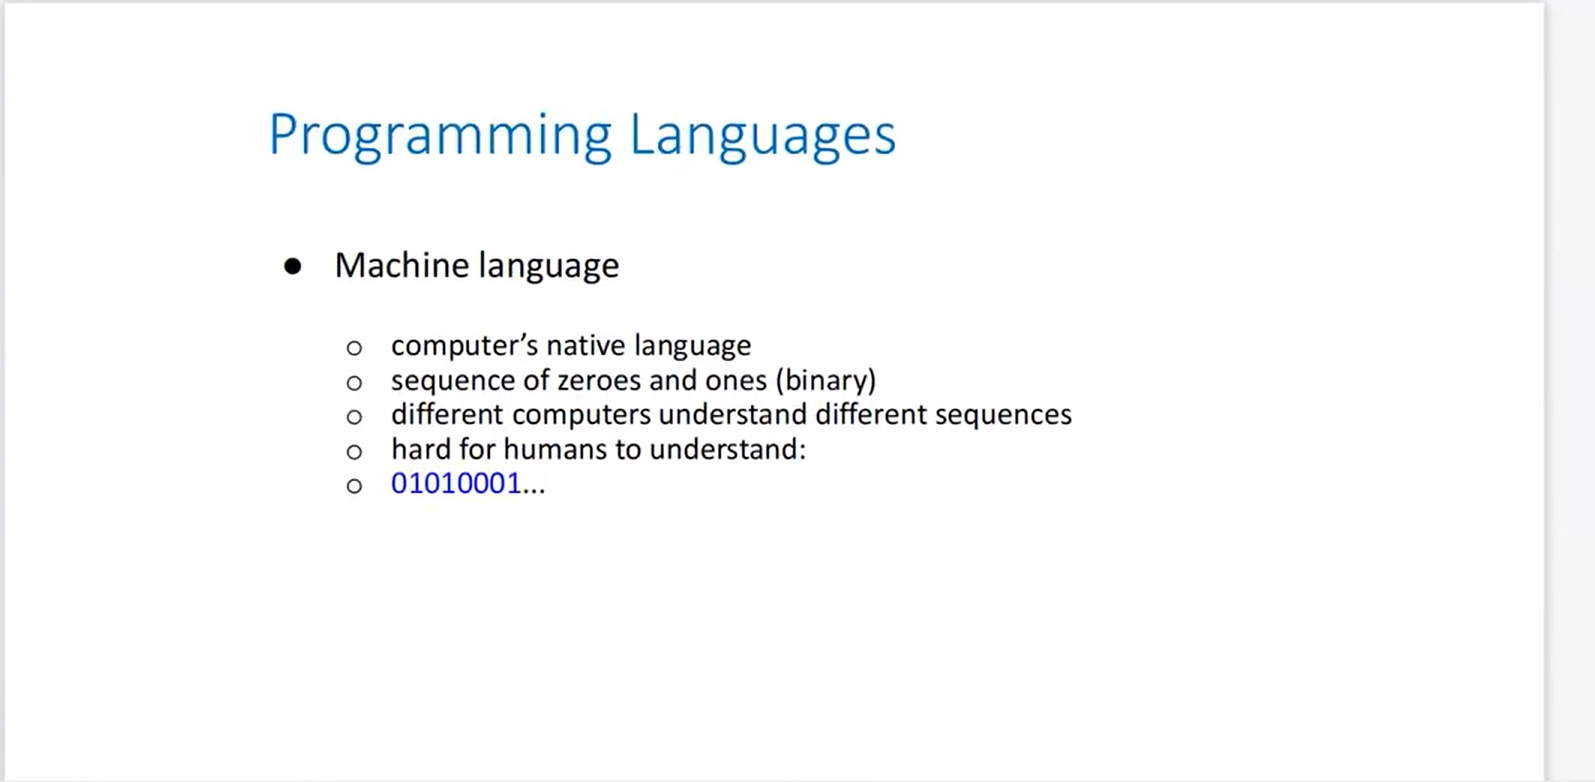 Programming Languages
● Machine language
○ computer’s native language
○ sequence of zeroes and ones (binary)
○ different computers understand different sequences
○ hard for humans to understand:
○ 01010001...